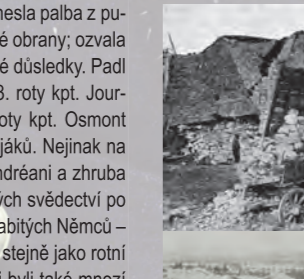 nesla palba z pu-
é obrany; ozvala
é důsledky. Padl
3. roty kpt. Jour-
oty kpt. Osmont
jáků. Nejinak na
ndréani a zhruba
ých svědectví po
abitých Němců –
stejně jako rotní
i byli také mnozí